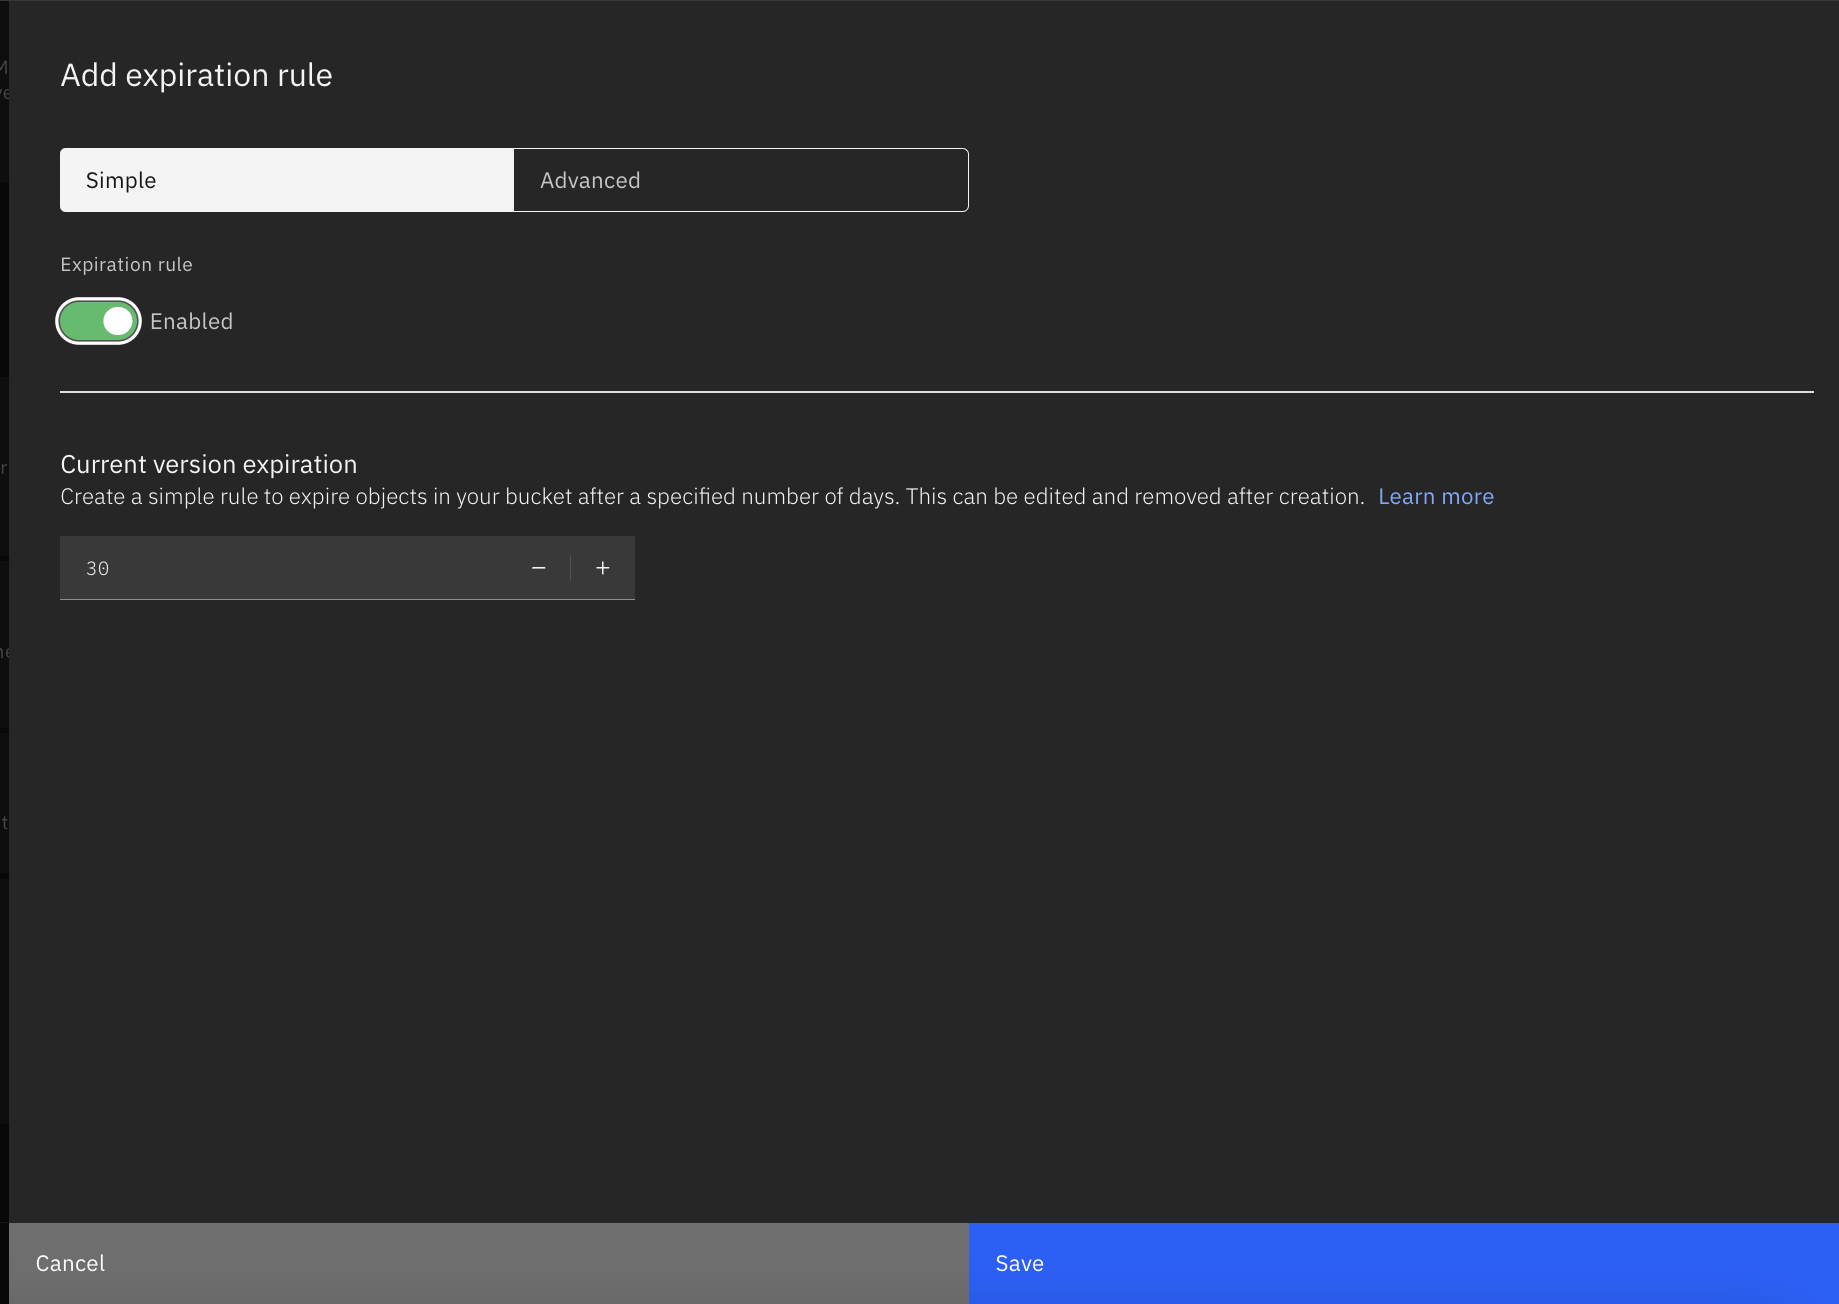 Add expiration rule
Simple
Advanced
Expiration rule
Enabled
Current version expiration
Create a simple rule to expire objects in your bucket after a specified number of days. This can be edited and removed after creation. Learn more
30
Cancel
Save